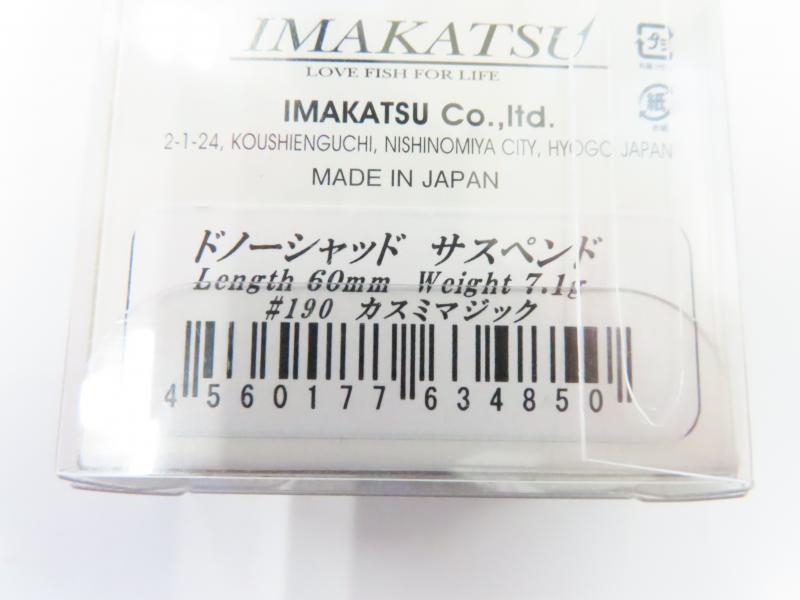 IMAKATSU
LOVE FISH FOR LIFE
IMAKATSU Co.,ltd.
2-1-24, KOUSHIENGUCHI, NISHINOMIYA CITY, HYOGO JAPAN
MADE IN JAPAN
紙
ドノーシャッド サスペンド
Length 60mm Weight 7.1g
#190 カスミマジック
4 560177 634850